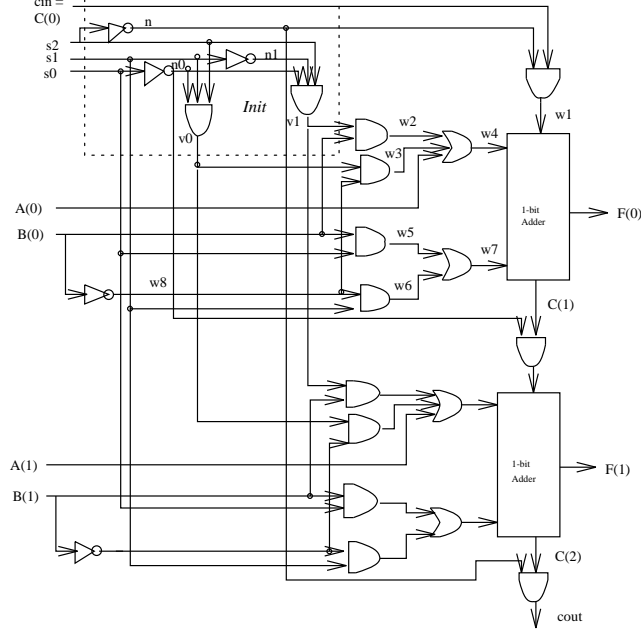 cin =
C(0)
n
s2
s1
n0
n1
s0
Init
w1
v1
w2
w4
v0
w3
A(0)
1-bit
Adder
F(0)
B(0)
w5
w7
w8
w6
C(1)
A(1)
1-bit
Adder
F(1)
B(1)
C(2)
cout